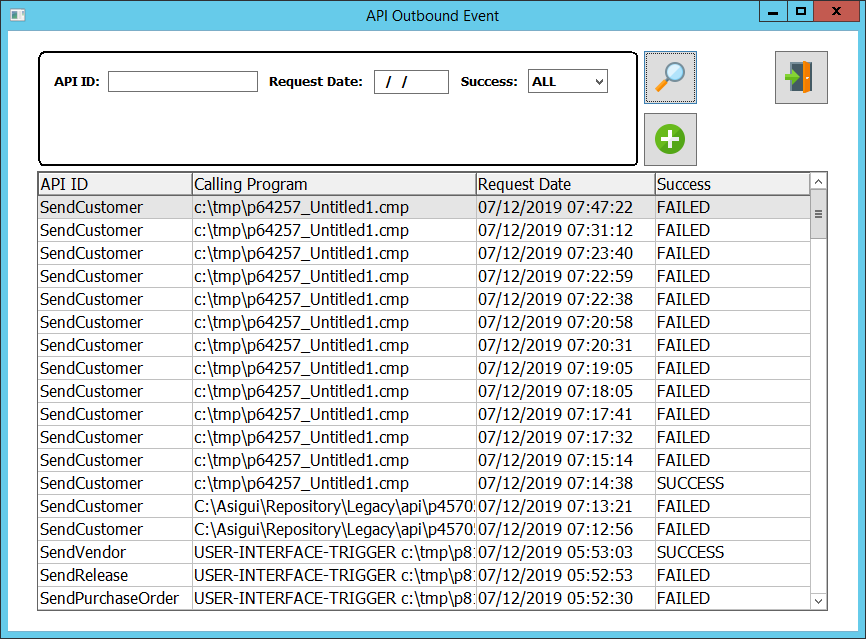 API Outbound Event
API ID: Request Date: / / Success: ALL
API ID Calling Program Request Date Success
SendCustomer c:\tmp\p64257_Untitled1.cmp 07/12/2019 07:47:22 FAILED
SendCustomer c:\tmp\p64257_Untitled1.cmp 07/12/2019 07:31:12 FAILED
SendCustomer c:\tmp\p64257_Untitled1.cmp 07/12/2019 07:23:40 FAILED
SendCustomer c:\tmp\p64257_Untitled1.cmp 07/12/2019 07:22:59 FAILED
SendCustomer c:\tmp\p64257_Untitled1.cmp 07/12/2019 07:22:38 FAILED
SendCustomer c:\tmp\p64257_Untitled1.cmp 07/12/2019 07:20:58 FAILED
SendCustomer c:\tmp\p64257_Untitled1.cmp 07/12/2019 07:20:31 FAILED
SendCustomer c:\tmp\p64257_Untitled1.cmp 07/12/2019 07:19:05 FAILED
SendCustomer c:\tmp\p64257_Untitled1.cmp 07/12/2019 07:18:05 FAILED
SendCustomer c:\tmp\p64257_Untitled1.cmp 07/12/2019 07:17:41 FAILED
SendCustomer c:\tmp\p64257_Untitled1.cmp 07/12/2019 07:17:32 FAILED
SendCustomer c:\tmp\p64257_Untitled1.cmp 07/12/2019 07:15:14 FAILED
SendCustomer c:\tmp\p64257_Untitled1.cmp 07/12/2019 07:14:38 SUCCESS
SendCustomer C:\Asigui\Repository\Legacy\api\p45705 07/12/2019 07:13:21 FAILED
SendCustomer C:\Asigui\Repository\Legacy\api\p45705 07/12/2019 07:12:56 FAILED
SendVendor USER-INTERFACE-TRIGGER c:\tmp\p81 07/12/2019 05:53:03 SUCCESS
SendRelease USER-INTERFACE-TRIGGER c:\tmp\p81 07/12/2019 05:52:53 FAILED
SendPurchaseOrder USER-INTERFACE-TRIGGER c:\tmp\p81 07/12/2019 05:52:30 FAILED